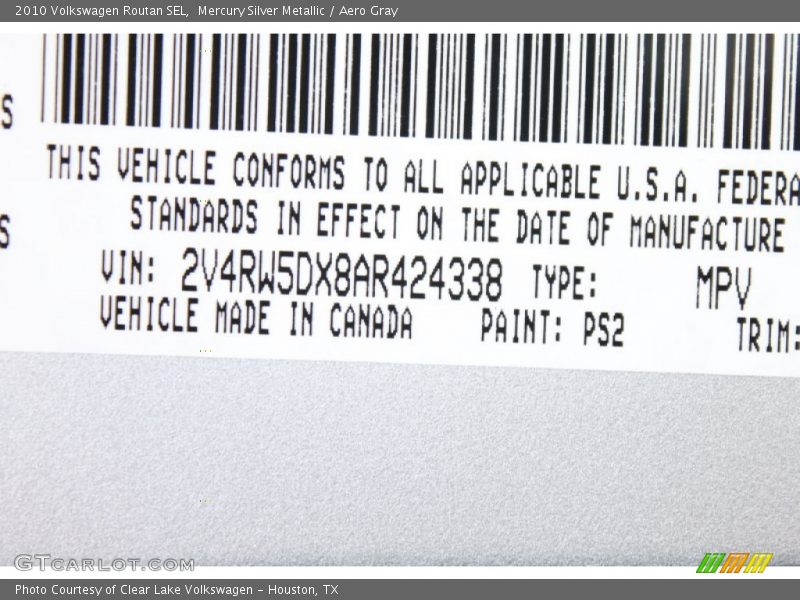 2010 Volkswagen Routan SEL,  Mercury Silver Metallic / Aero Gray
S
THIS VEHICLE CONFORMS TO ALL APPLICABLE U.S.A. FEDERA
STANDARDS IN EFFECT ON THE DATE OF MANUFACTURE
S
VIN: 2V4RW5DX8AR424338 TYPE: MPV
VEHICLE MADE IN CANADA PAINT: PS2 TRIM:
GTCARLOT.COM
Photo Courtesy of Clear Lake Volkswagen – Houston, TX